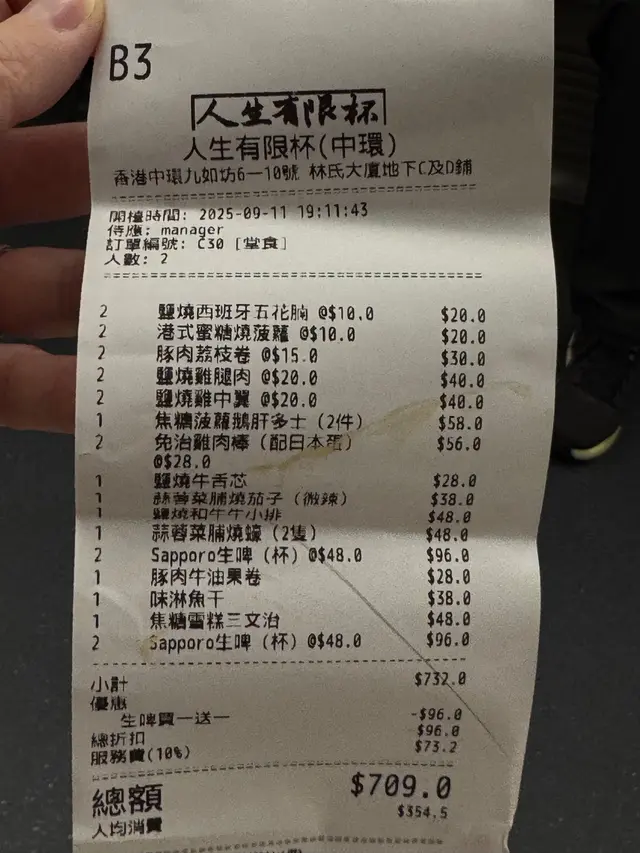 B3
人生有限杯
人生有限杯(中環)
香港中環九如坊6—10號 林氏大廈地下C及D鋪
開檯時間: 2025-09-11 19:11:43
侍應: manager
訂單編號: C30 [堂食]
人數: 2
2 鹽燒西班牙五花腩 @$10.0 $20.0
2 港式蜜糖燒菠蘿 @$10.0 $20.0
2 豚肉荔枝卷 @$15.0 $30.0
2 鹽燒雞腿肉 @$20.0 $40.0
2 鹽燒雞中翼 @$20.0 $40.0
1 焦糖菠蘿鵝肝多士 (2件) $58.0
2 免治雞肉棒 (配日本蛋) $56.0
@$28.0
1 鹽燒牛舌芯 $28.0
1 蒜蓉菜脯燒茄子 (微辣) $38.0
1 鹽燒和牛牛小排 $48.0
1 蒜蓉菜脯燒蠔 (2隻) $48.0
2 Sapporo生啤 (杯) @$48.0 $96.0
1 豚肉牛油果卷 $28.0
1 味淋魚干 $38.0
1 焦糖雪糕三文治 $48.0
2 Sapporo生啤 (杯) @$48.0 $96.0
小計 $732.0
優惠
生啤買一送一 -$96.0
總折扣 -$96.0
服務費(10%) $73.2
總額 $709.0
人均消費 $354.5